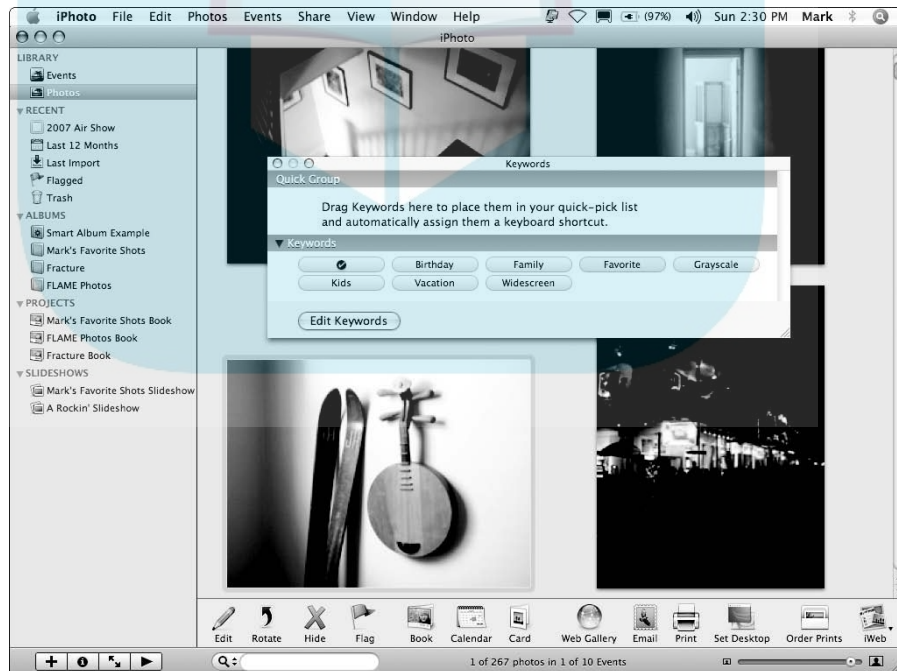 iPhoto File Edit Photos Events Share View Window Help (97%) Sun 2:30 PM Mark
iPhoto
LIBRARY
Events
Photos
RECENT
2007 Air Show
Last 12 Months
Last Import
Flagged
Trash
ALBUMS
Smart Album Example
Mark's Favorite Shots
Fracture
FLAME Photos
PROJECTS
Mark's Favorite Shots Book
FLAME Photos Book
Fracture Book
SLIDESHOWS
Mark's Favorite Shots Slideshow
A Rockin' Slideshow
Keywords
Quick Group
Drag Keywords here to place them in your quick-pick list
and automatically assign them a keyboard shortcut.
Keywords
Birthday Family Favorite Grayscale
Kids Vacation Widescreen
Edit Keywords
Edit Rotate Hide Flag Book Calendar Card Web Gallery Email Print Set Desktop Order Prints iWeb
1 of 267 photos in 1 of 10 Events